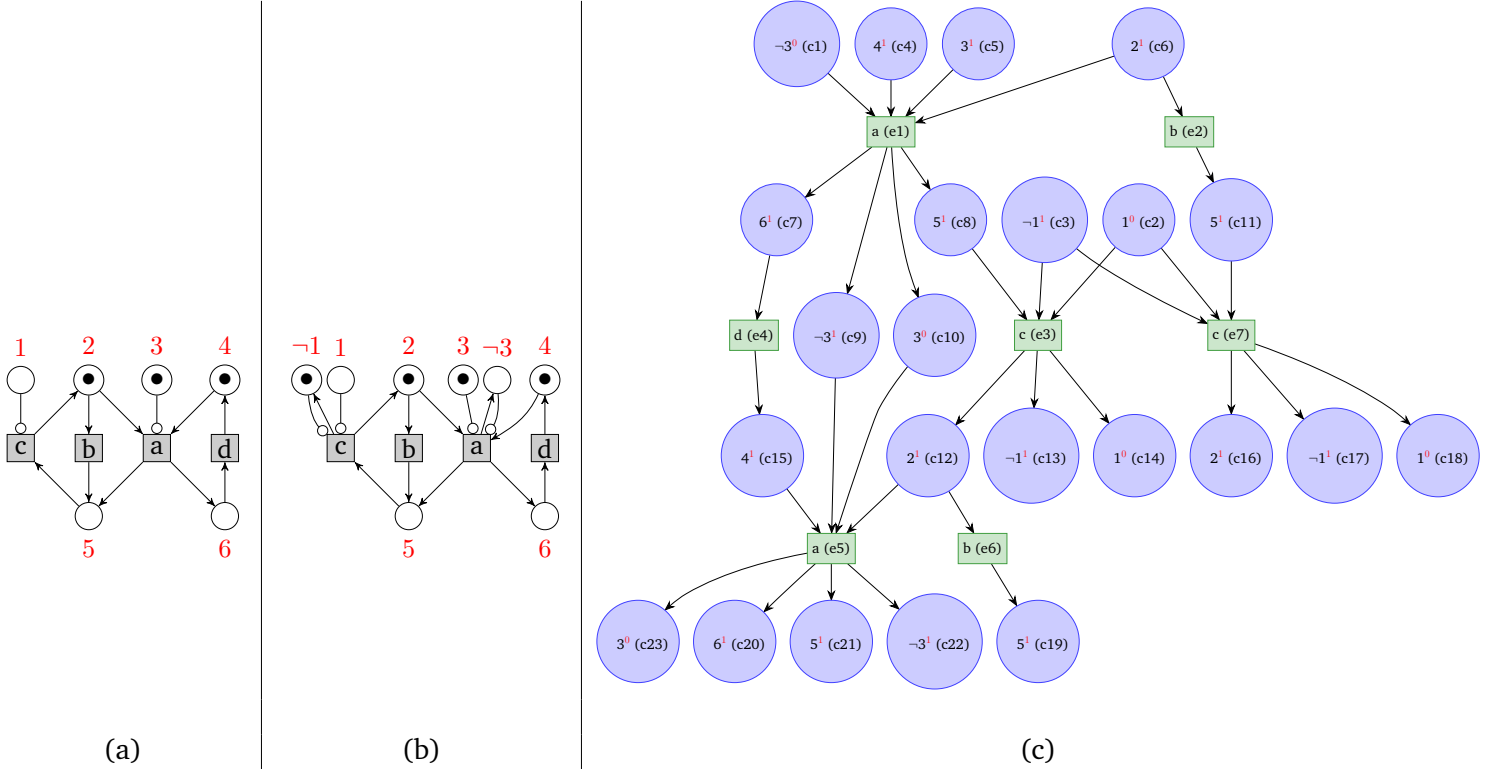 1 2 3 4
c b a d
5 6
(a)
¬1 1 2 3 ¬3 4
c b a d
5 6
(b)
¬3⁰ (c1) 4¹ (c4) 3¹ (c5) 2¹ (c6)
a (e1) b (e2)
6¹ (c7) 5¹ (c8) ¬1¹ (c3) 1⁰ (c2) 5¹ (c11)
d (e4) ¬3¹ (c9) 3⁰ (c10) c (e3) c (e7)
4¹ (c15) 2¹ (c12) ¬1¹ (c13) 1⁰ (c14) 2¹ (c16) ¬1¹ (c17) 1⁰ (c18)
a (e5) b (e6)
3⁰ (c23) 6¹ (c20) 5¹ (c21) ¬3¹ (c22) 5¹ (c19)
(c)